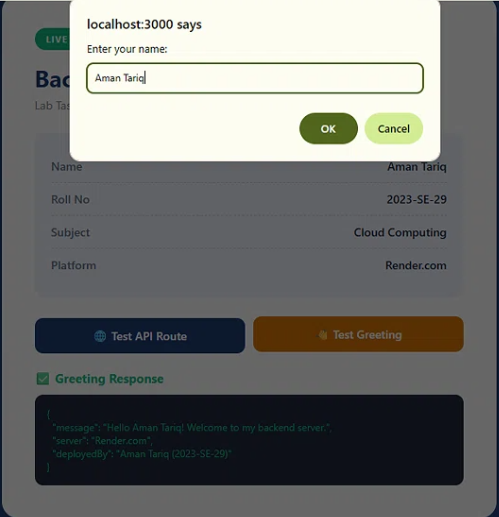 localhost:3000 says
Enter your name:
Aman Tariq
OK Cancel
LIVE
Bac
Lab Tas
Name Aman Tariq
Roll No 2023-SE-29
Subject Cloud Computing
Platform Render.com
🌐 Test API Route 👋 Test Greeting
✅ Greeting Response
{
"message": "Hello Aman Tariq! Welcome to my backend server.",
"server": "Render.com",
"deployedBy": "Aman Tariq (2023-SE-29)"
}